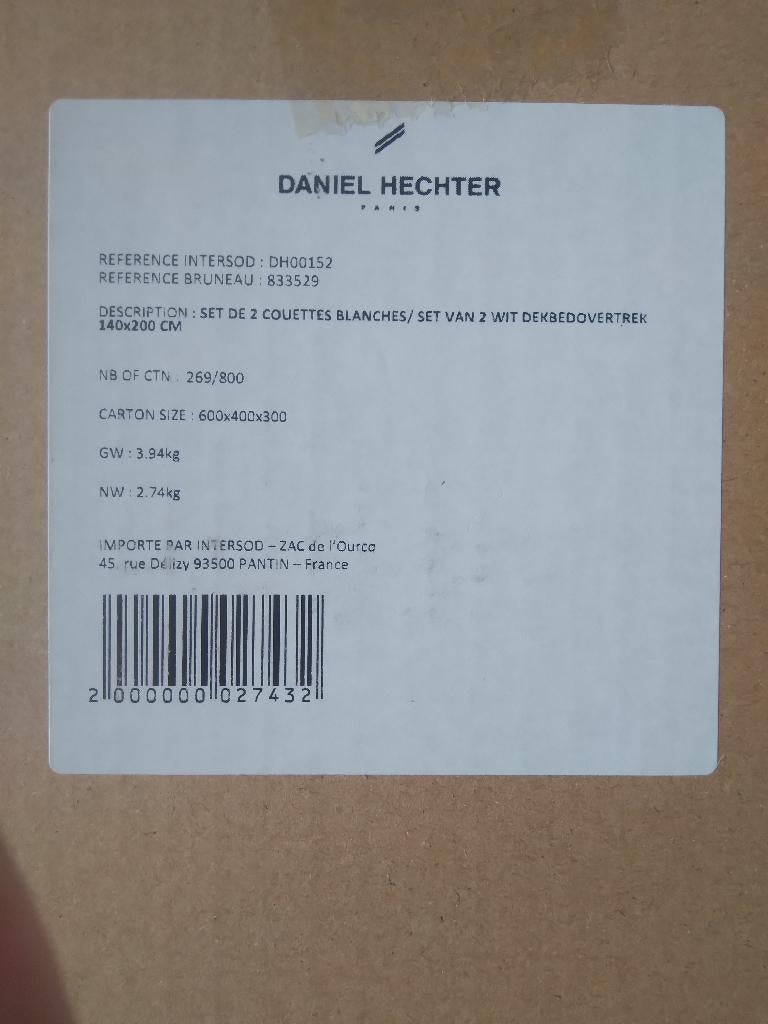 DANIEL HECHTER
PARIS
REFERENCE INTERSOD : DH00152
REFERENCE BRUNEAU : 833529
DESCRIPTION : SET DE 2 COUETTES BLANCHES/ SET VAN 2 WIT DEKBEDOVERTREK
140x200 CM
NB OF CTN : 269/800
CARTON SIZE : 600x400x300
GW : 3.94kg
NW : 2.74kg
IMPORTE PAR INTERSOD – ZAC de l'Ourcq
45, rue Délizy 93500 PANTIN – France
2 000000 027432